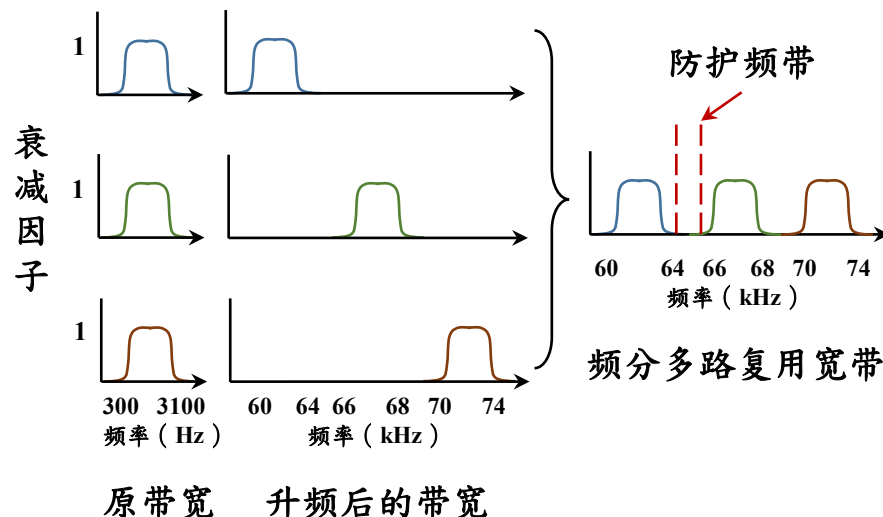 1
衰减因子
1
1
300 3100
频率（Hz）
原带宽
60 64 66 68 70 74
频率（kHz）
升频后的带宽
防护频带
60 64 66 68 70 74
频率（kHz）
频分多路复用宽带